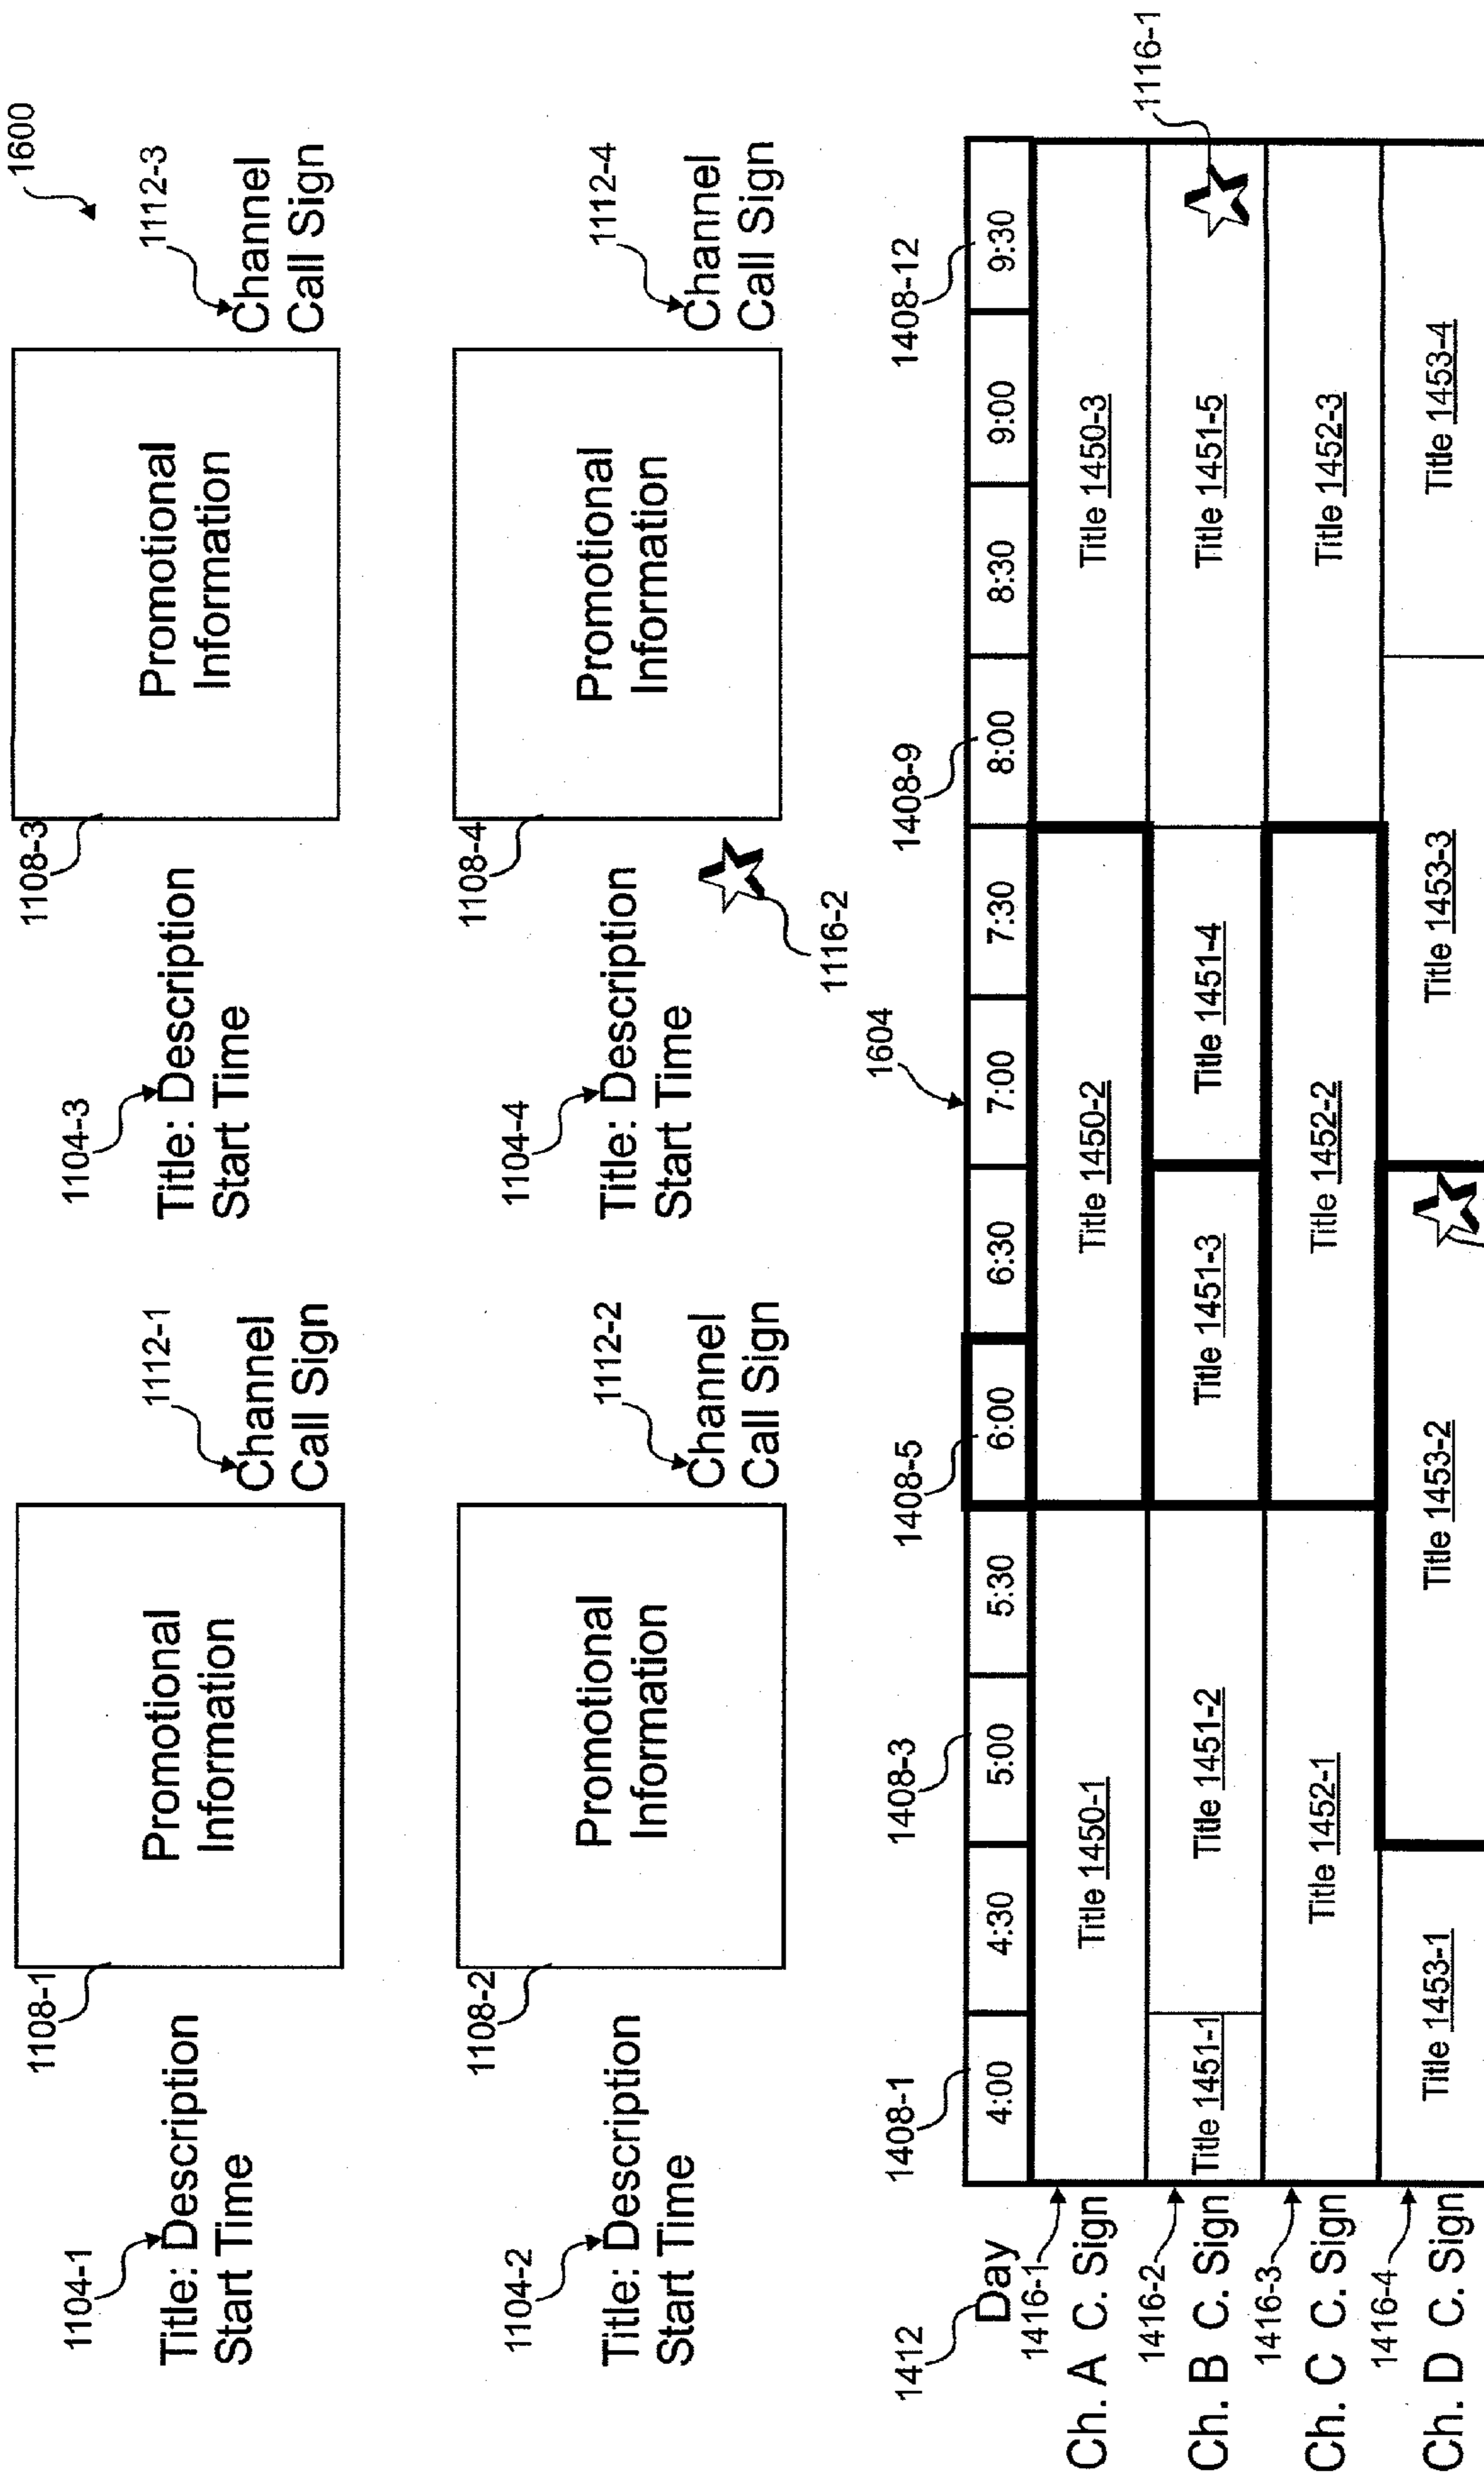 1600
1104-1
1108-1
1112-1
1104-3
1108-3
1112-3
Title: Description
Start Time
Promotional
Information
Channel
Call Sign
Title: Description
Start Time
Promotional
Information
Channel
Call Sign
1104-2
1108-2
1112-2
1104-4
1108-4
1112-4
Title: Description
Start Time
Promotional
Information
Channel
Call Sign
Title: Description
Start Time
Promotional
Information
Channel
Call Sign
1116-2
1412
1408-1
1408-3
1408-5
1604
1408-9
1408-12
Day
4:00
4:30
5:00
5:30
6:00
6:30
7:00
7:30
8:00
8:30
9:00
9:30
1416-1
Ch. A C. Sign
Title 1450-1
Title 1450-2
Title 1450-3
1116-1
1416-2
Ch. B C. Sign
Title 1451-1
Title 1451-2
Title 1451-3
Title 1451-4
Title 1451-5
1416-3
Ch. C C. Sign
Title 1452-1
Title 1452-2
Title 1452-3
1416-4
Ch. D C. Sign
Title 1453-1
Title 1453-2
Title 1453-3
Title 1453-4